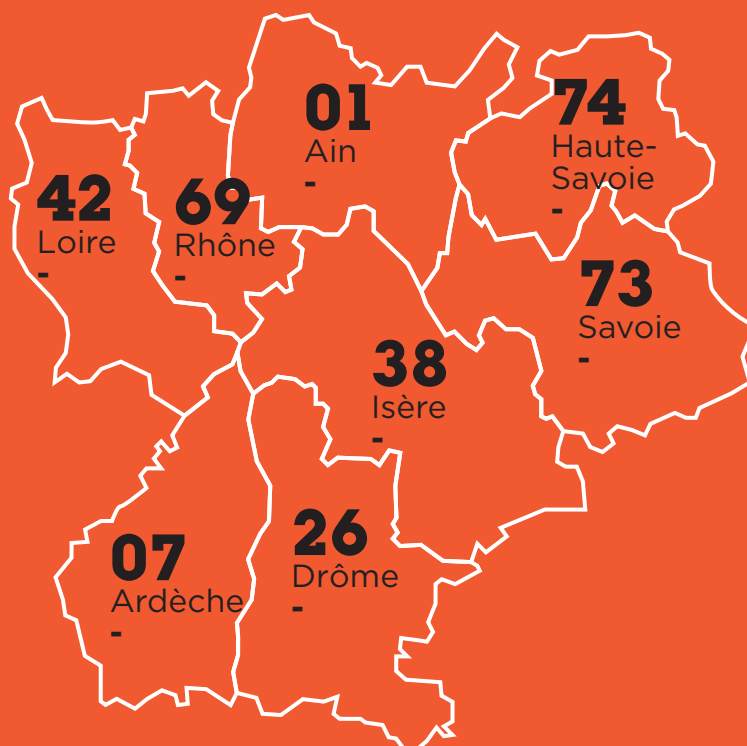 01
Ain
-
74
Haute-
Savoie
-
42
Loire
-
69
Rhône
-
73
Savoie
-
38
Isère
-
07
Ardèche
-
26
Drôme
-